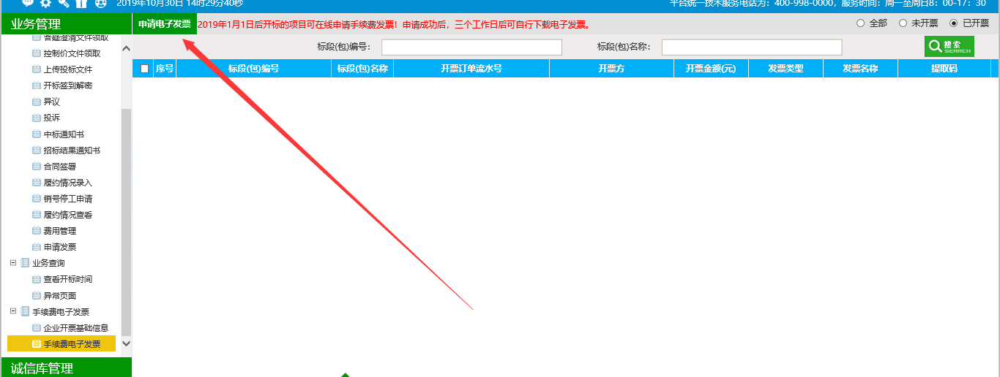 2019年10月30日 14时29分40秒
平台统一技术服务电话为：400-998-0000，服务时间：周一至周日8：00-17：30
业务管理
申请电子发票
2019年1月1日后开标的项目可在线申请手续费发票！申请成功后，三个工作日后可自行下载电子发票。
全部
未开票
已开票
标段(包)编号：
标段(包)名称：
搜索
SEARCH
序号
标段(包)编号
标段(包)名称
开票订单流水号
开票方
开票金额(元)
发票类型
发票名称
提取码
答疑澄清文件领取
控制价文件领取
上传投标文件
开标签到解密
异议
投诉
中标通知书
招标结果通知书
合同签署
履约情况录入
销号停工申请
履约情况查看
费用管理
申请发票
业务查询
查看开标时间
异常页面
手续费电子发票
企业开票基础信息
手续费电子发票
诚信库管理